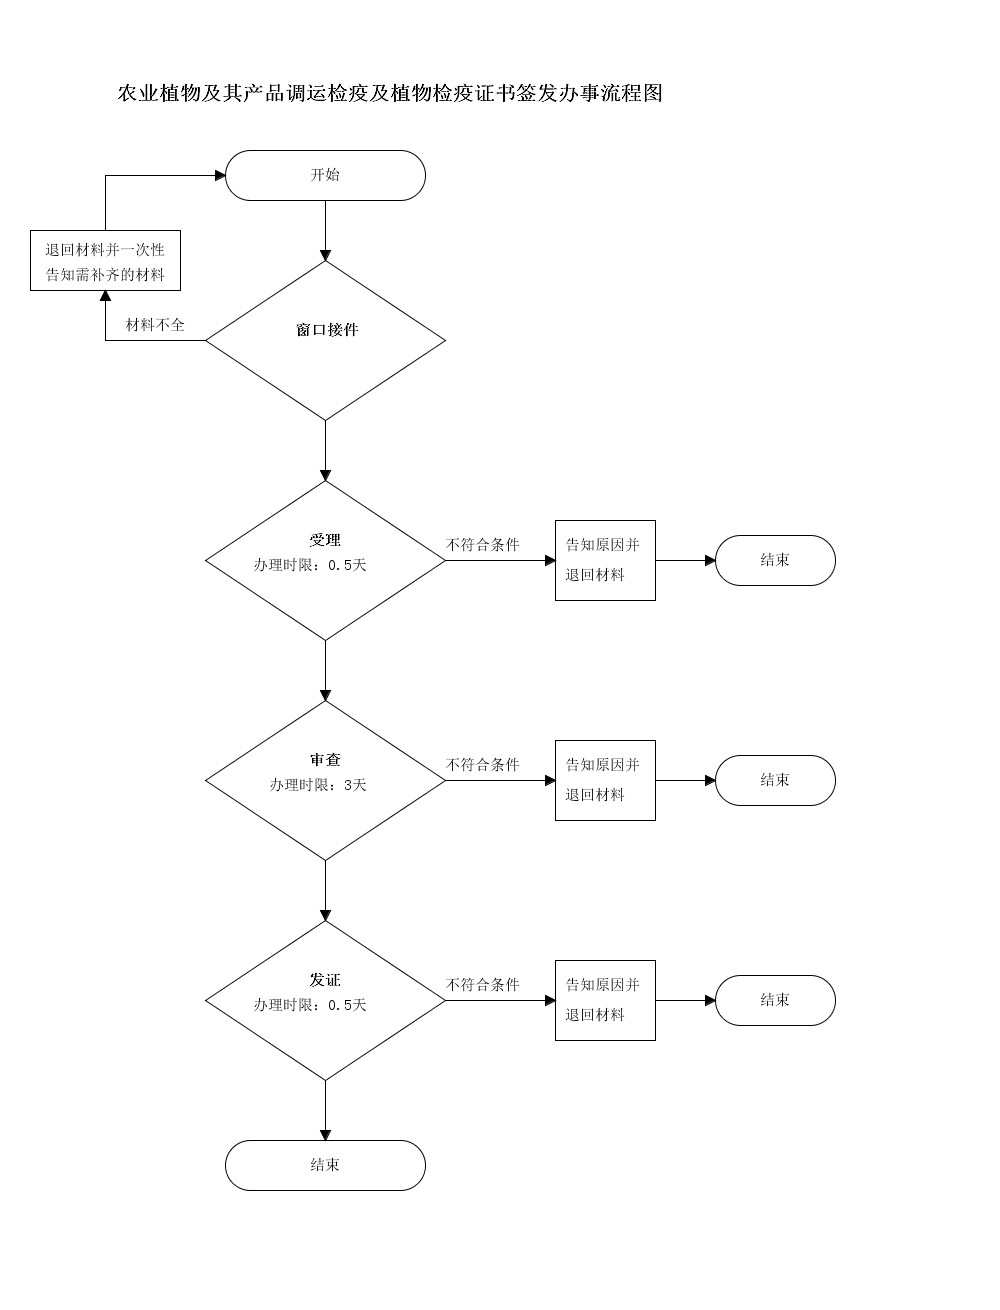 农业植物及其产品调运检疫及植物检疫证书签发办事流程图
开始
退回材料并一次性
告知需补齐的材料
材料不全
窗口接件
受理
办理时限：0.5天
不符合条件
告知原因并
退回材料
结束
审查
办理时限：3天
不符合条件
告知原因并
退回材料
结束
发证
办理时限：0.5天
不符合条件
告知原因并
退回材料
结束
结束